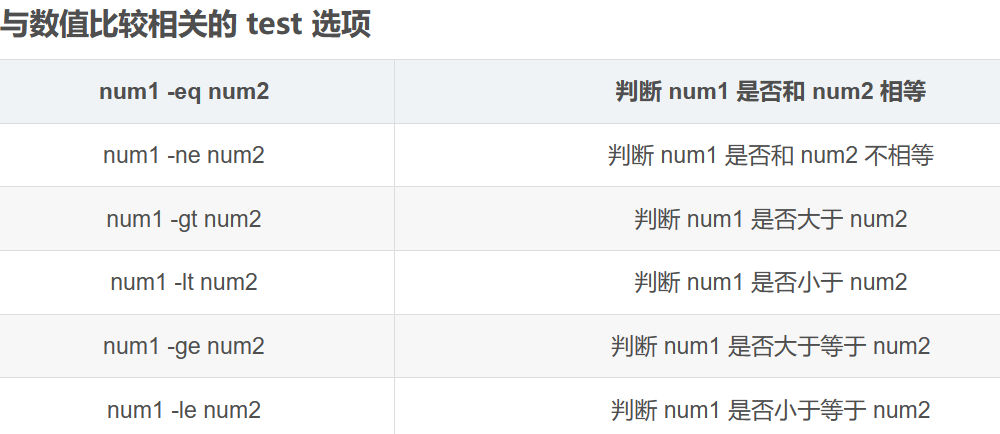 与数值比较相关的 test 选项
num1 -eq num2 判断 num1 是否和 num2 相等
num1 -ne num2 判断 num1 是否和 num2 不相等
num1 -gt num2 判断 num1 是否大于 num2
num1 -lt num2 判断 num1 是否小于 num2
num1 -ge num2 判断 num1 是否大于等于 num2
num1 -le num2 判断 num1 是否小于等于 num2